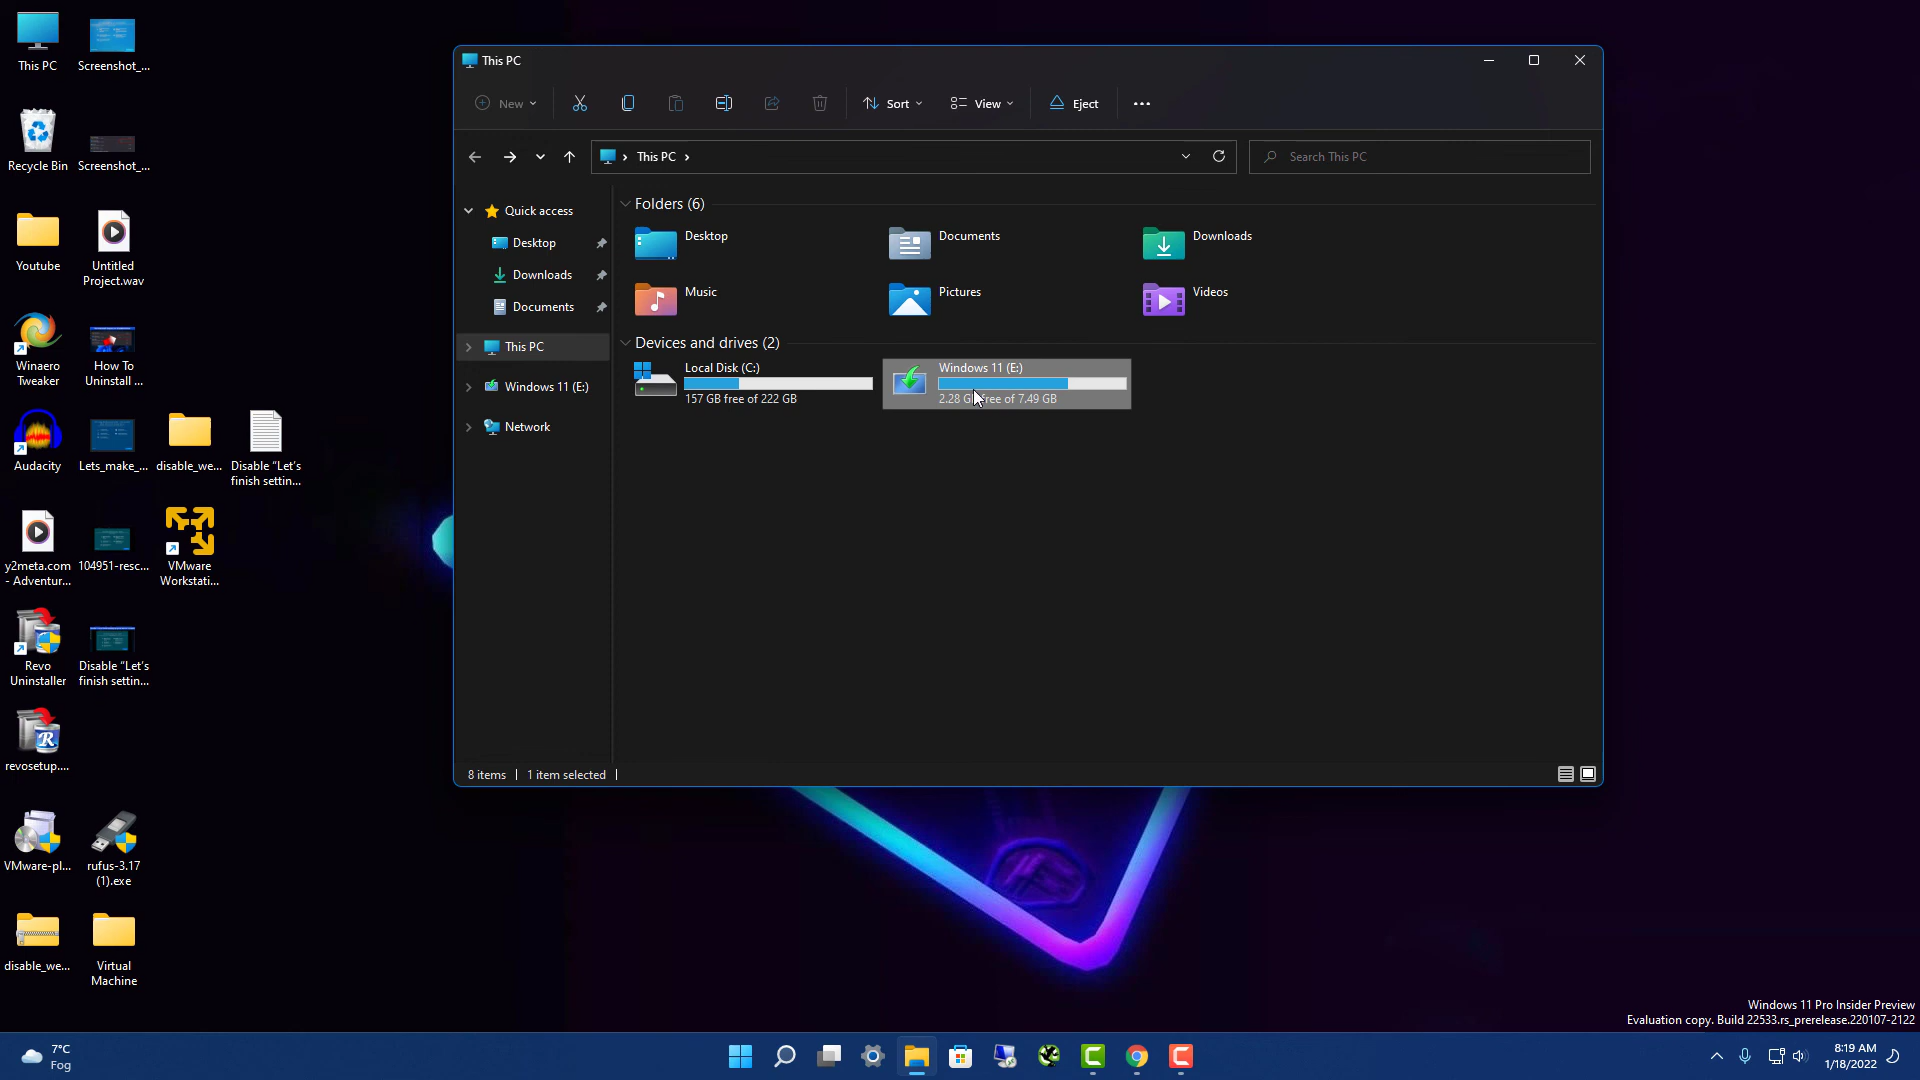 This PC
Screenshot_...
Recycle Bin
Screenshot_...
Youtube
Untitled
Project.wav
Winaero
Tweaker
How To
Uninstall ...
Audacity
Lets_make_...
disable_we...
Disable “Let's
finish settin...
y2meta.com
- Adventur...
104951-resc...
VMware
Workstati...
Revo
Uninstaller
Disable “Let's
finish settin...
revosetup....
VMware-pl...
rufus-3.17
(1).exe
disable_we...
Virtual
Machine
This PC
New
Sort
View
Eject
This PC
Search This PC
Quick access
Desktop
Downloads
Documents
This PC
Windows 11 (E:)
Network
Folders (6)
Desktop
Documents
Downloads
Music
Pictures
Videos
Devices and drives (2)
Local Disk (C:)
157 GB free of 222 GB
Windows 11 (E:)
2.28 GB free of 7.49 GB
8 items
1 item selected
Windows 11 Pro Insider Preview
Evaluation copy. Build 22533.rs_prerelease.220107-2122
7°C
Fog
8:19 AM
1/18/2022